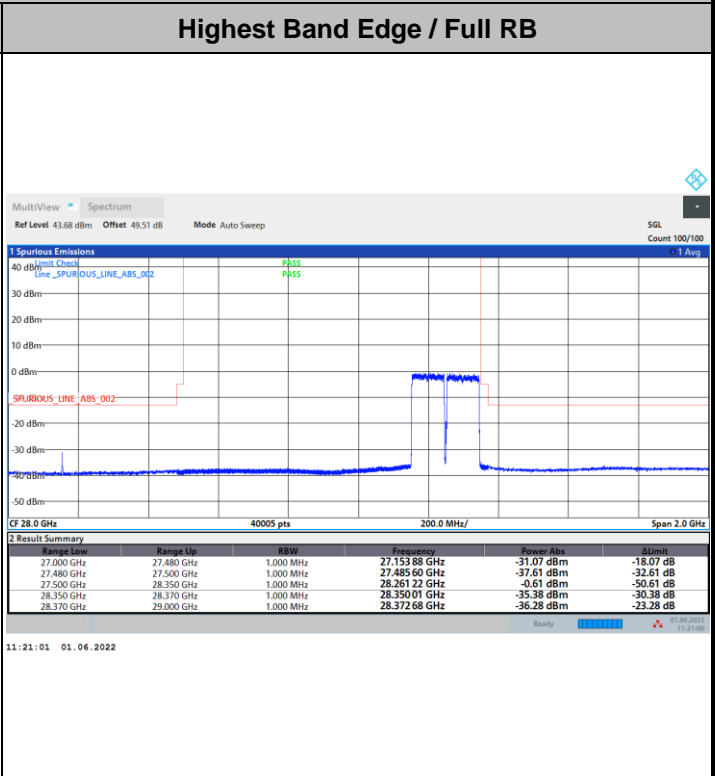 Highest Band Edge / Full RB
MultiView Spectrum
Ref Level 43.68 dBm Offset 49.51 dB Mode Auto Sweep SGL
Count 100/100
1 Spurious Emissions 1 Avg
40 dBm Limit Check PASS
Line _SPURIOUS_LINE_ABS_002 PASS
30 dBm
20 dBm
10 dBm
0 dBm
_SPURIOUS_LINE_ABS_002
-20 dBm
-30 dBm
-40 dBm
-50 dBm
CF 28.0 GHz 40005 pts 200.0 MHz/ Span 2.0 GHz
2 Result Summary
Range Low Range Up RBW Frequency Power Abs ΔLimit
27.000 GHz 27.480 GHz 1.000 MHz 27.153 88 GHz -31.07 dBm -18.07 dB
27.480 GHz 27.500 GHz 1.000 MHz 27.485 60 GHz -37.61 dBm -32.61 dB
27.500 GHz 28.350 GHz 1.000 MHz 28.261 22 GHz -0.61 dBm -50.61 dB
28.350 GHz 28.370 GHz 1.000 MHz 28.350 01 GHz -35.38 dBm -30.38 dB
28.370 GHz 29.000 GHz 1.000 MHz 28.372 68 GHz -36.28 dBm -23.28 dB
Ready 01.06.2022
11:21:00
11:21:01 01.06.2022